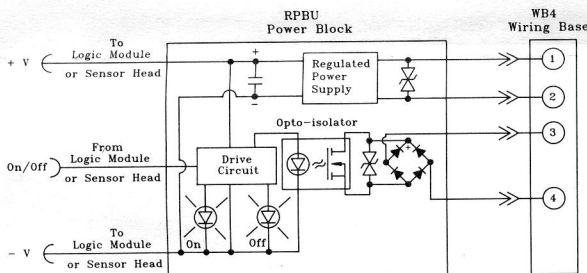 RPBU
Power Block
WB4
Wiring Base
To
Logic Module
or Sensor Head
+ V
+
-
Regulated
Power
Supply
1
2
Opto-isolator
3
From
Logic Module
or Sensor Head
On/Off
Drive
Circuit
+
4
On
Off
To
Logic Module
or Sensor Head
- V